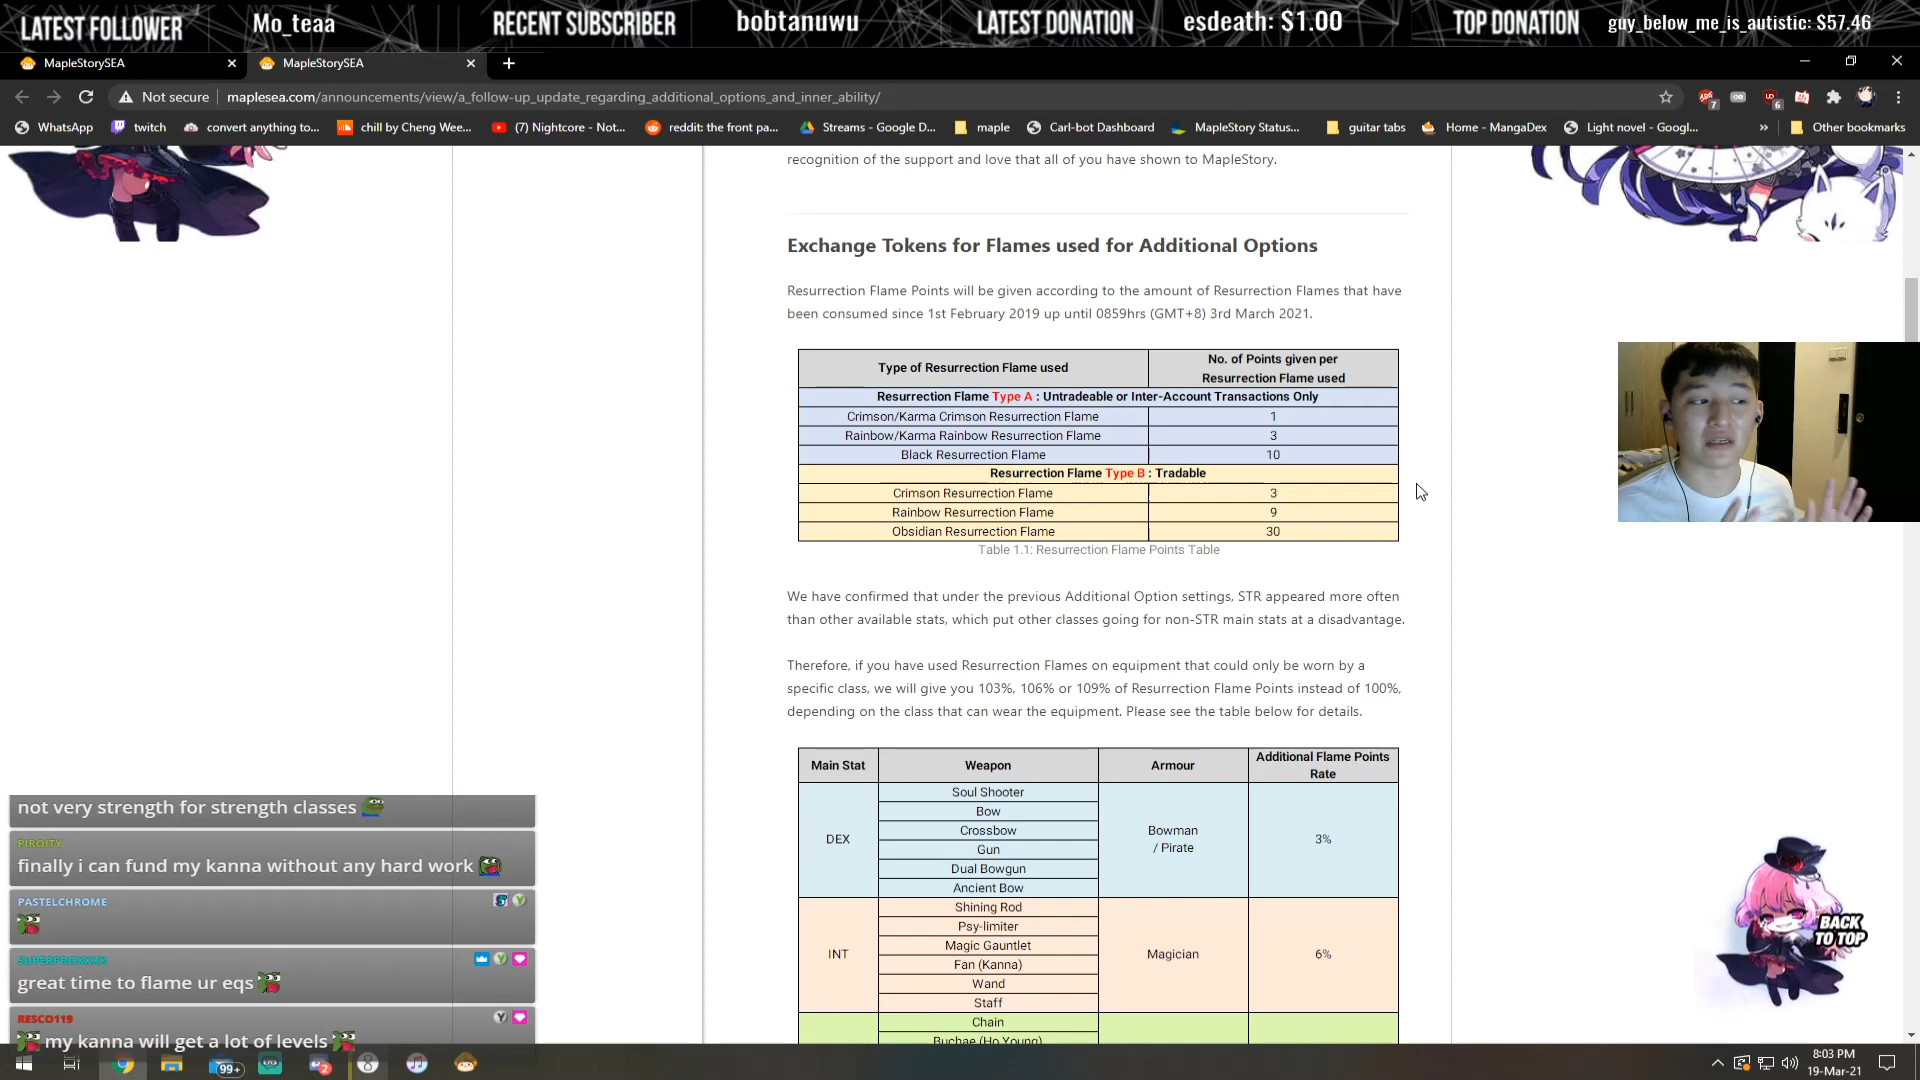 LATEST FOLLOWER Mo_teaa RECENT SUBSCRIBER bobtanuwu LATEST DONATION esdeath: $1.00 TOP DONATION guy_below_me_is_autistic: $57.46
MapleStorySEA MapleStorySEA
Not secure maplesea.com/announcements/view/a_follow-up_update_regarding_additional_options_and_inner_ability/
7 6
WhatsApp twitch convert anything to... chill by Cheng Wee... (7) Nightcore - Not... reddit: the front pa... Streams - Google D... maple Carl-bot Dashboard MapleStory Status... guitar tabs Home - MangaDex Light novel - Googl... » Other bookmarks
recognition of the support and love that all of you have shown to MapleStory.
Exchange Tokens for Flames used for Additional Options
Resurrection Flame Points will be given according to the amount of Resurrection Flames that have
been consumed since 1st February 2019 up until 0859hrs (GMT+8) 3rd March 2021.
Type of Resurrection Flame used
No. of Points given per
Resurrection Flame used
Resurrection Flame Type A : Untradeable or Inter-Account Transactions Only
Crimson/Karma Crimson Resurrection Flame 1
Rainbow/Karma Rainbow Resurrection Flame 3
Black Resurrection Flame 10
Resurrection Flame Type B : Tradable
Crimson Resurrection Flame 3
Rainbow Resurrection Flame 9
Obsidian Resurrection Flame 30
Table 1.1: Resurrection Flame Points Table
We have confirmed that under the previous Additional Option settings, STR appeared more often
than other available stats, which put other classes going for non-STR main stats at a disadvantage.
Therefore, if you have used Resurrection Flames on equipment that could only be worn by a
specific class, we will give you 103%, 106% or 109% of Resurrection Flame Points instead of 100%,
depending on the class that can wear the equipment. Please see the table below for details.
Main Stat Weapon Armour
Additional Flame Points
Rate
DEX
Soul Shooter
Bow
Crossbow
Gun
Dual Bowgun
Ancient Bow
Bowman
/ Pirate
3%
INT
Shining Rod
Psy-limiter
Magic Gauntlet
Fan (Kanna)
Wand
Staff
Magician
6%
Chain
Buchae (Ho Young)
BACK
TO TOP
not very strength for strength classes
PIROITY
finally i can fund my kanna without any hard work
PASTELCHROME
great time to flame ur eqs
RESCO119
my kanna will get a lot of levels
99+ 2
8:03 PM
19-Mar-21